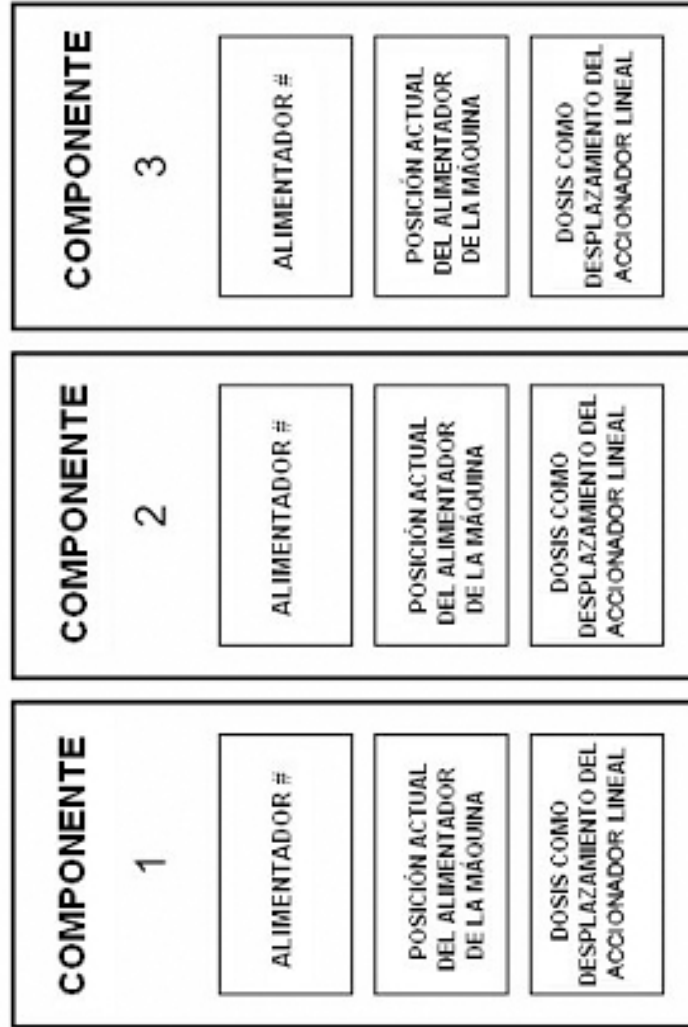 COMPONENTE
1
ALIMENTADOR #
POSICIÓN ACTUAL
DEL ALIMENTADOR
DE LA MÁQUINA
DOSIS COMO
DESPLAZAMIENTO DEL
ACCIONADOR LINEAL
COMPONENTE
2
ALIMENTADOR #
POSICIÓN ACTUAL
DEL ALIMENTADOR
DE LA MÁQUINA
DOSIS COMO
DESPLAZAMIENTO DEL
ACCIONADOR LINEAL
COMPONENTE
3
ALIMENTADOR #
POSICIÓN ACTUAL
DEL ALIMENTADOR
DE LA MÁQUINA
DOSIS COMO
DESPLAZAMIENTO DEL
ACCIONADOR LINEAL